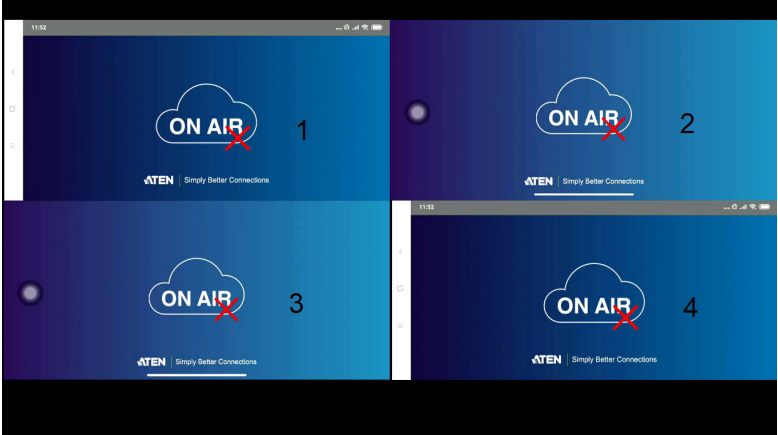 11:52
ON AIR
1
ATEN Simply Better Connections
ON AIR
2
ATEN Simply Better Connections
ON AIR
3
ATEN Simply Better Connections
11:52
ON AIR
4
ATEN Simply Better Connections